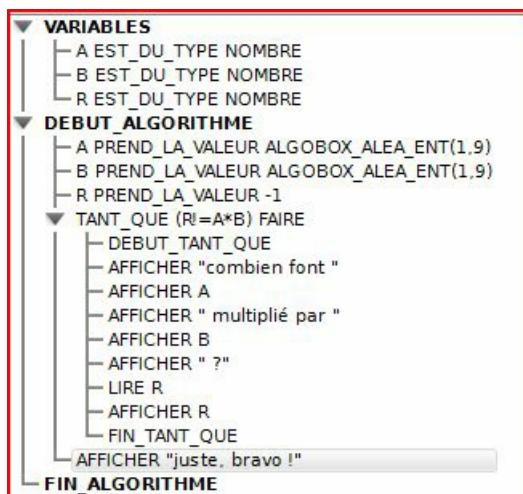 VARIABLES
A EST_DU_TYPE NOMBRE
B EST_DU_TYPE NOMBRE
R EST_DU_TYPE NOMBRE
DEBUT_ALGORITHME
A PREND_LA_VALEUR ALGOBOX_ALEA_ENT(1,9)
B PREND_LA_VALEUR ALGOBOX_ALEA_ENT(1,9)
R PREND_LA_VALEUR -1
TANT_QUE (R!=A*B) FAIRE
DEBUT_TANT_QUE
AFFICHER "combien font "
AFFICHER A
AFFICHER " multiplié par "
AFFICHER B
AFFICHER " ?"
LIRE R
AFFICHER R
FIN_TANT_QUE
AFFICHER "juste, bravo !"
FIN_ALGORITHME